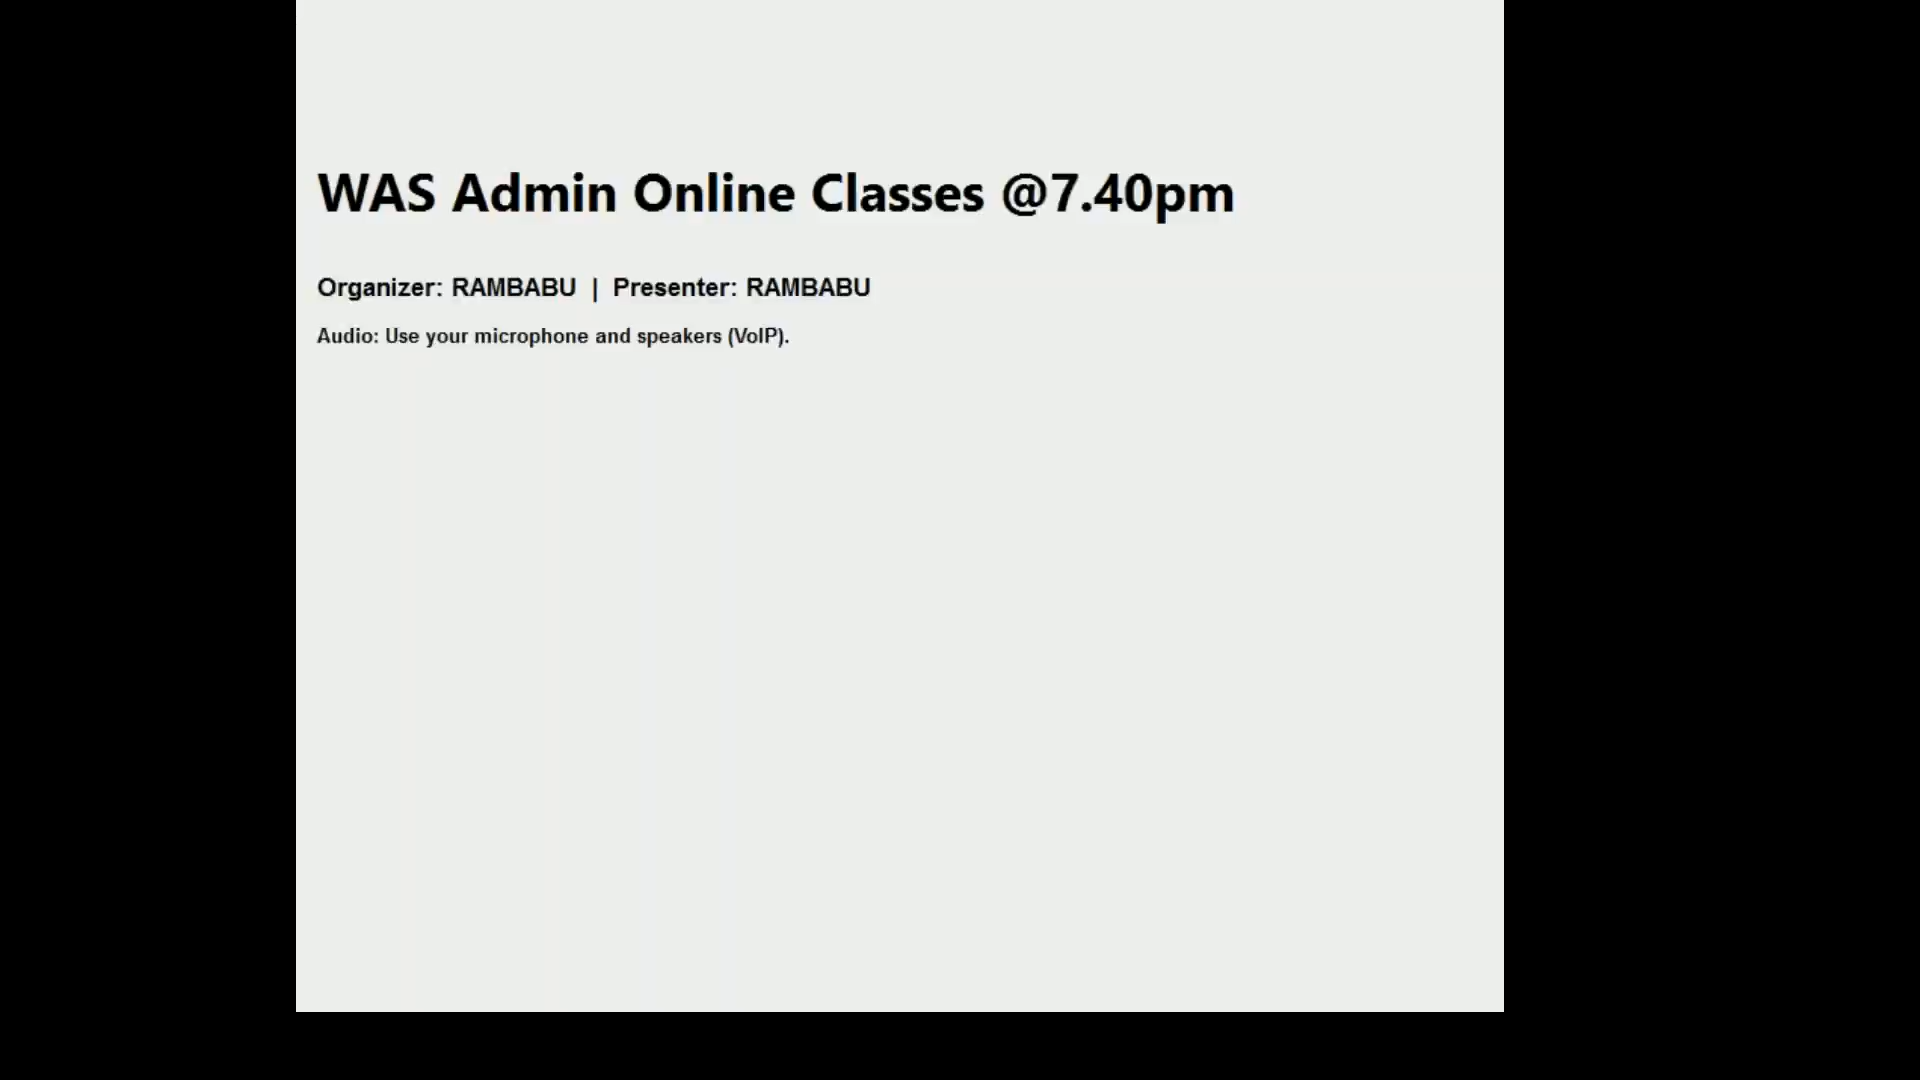 WAS Admin Online Classes @7.40pm
Organizer: RAMBABU | Presenter: RAMBABU
Audio: Use your microphone and speakers (VoIP).